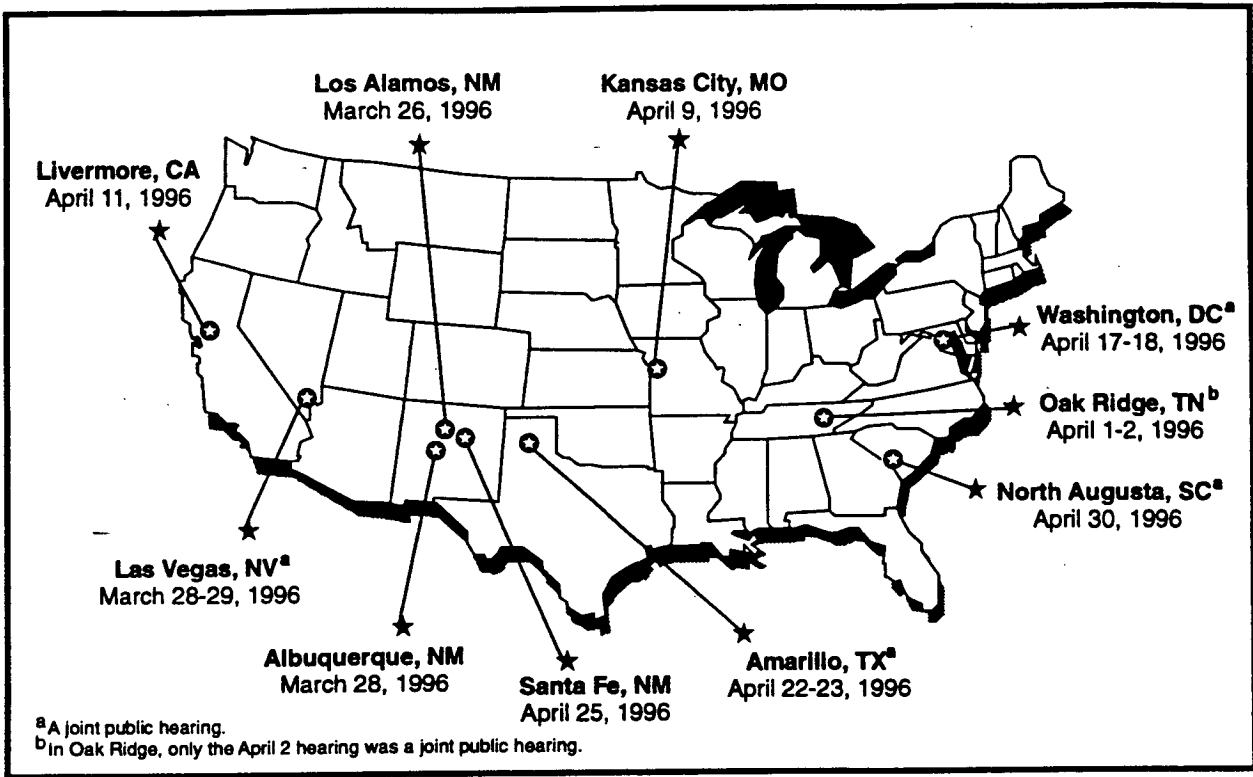 Los Alamos, NM
March 26, 1996
Kansas City, MO
April 9, 1996
Livermore, CA
April 11, 1996
Washington, DCᵃ
April 17-18, 1996
Oak Ridge, TNᵇ
April 1-2, 1996
North Augusta, SCᵃ
April 30, 1996
Las Vegas, NVᵃ
March 28-29, 1996
Albuquerque, NM
March 28, 1996
Santa Fe, NM
April 25, 1996
Amarillo, TXᵃ
April 22-23, 1996
ᵃA joint public hearing.
ᵇIn Oak Ridge, only the April 2 hearing was a joint public hearing.